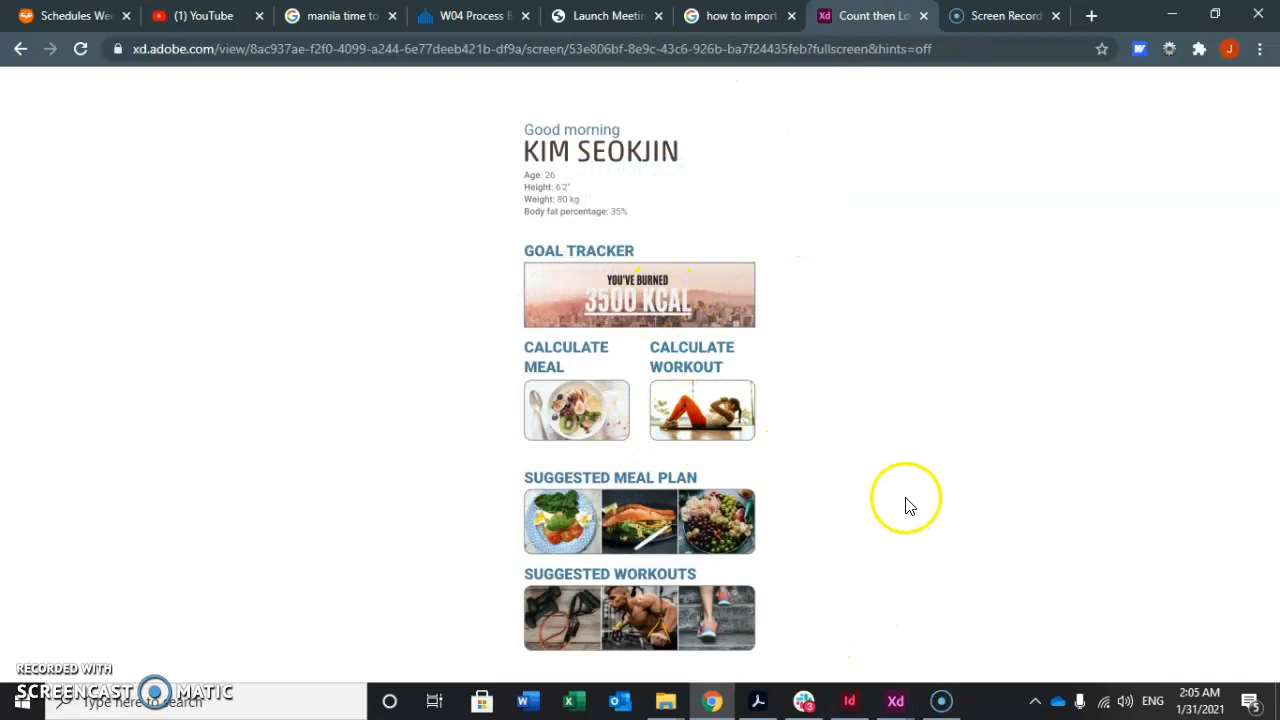 Schedules Wee
(1) YouTube
manila time to
Will Process B
Launch Meetin
how to import
Count then Lo
Screen Record
xd.adobe.com/view/8ac937ae-f2f0-4099-a244-6e77deeb421b-df9a/screen/53e806bf-8e9c-43c6-926b-ba7f24435feb?fullscreen&hints=off
J
Good morning
KIM SEOKJIN
Age: 26
Height: 6'2"
Weight: 80 kg
Body fat percentage: 35%
GOAL TRACKER
YOU'VE BURNED
3500 KCAL
CALCULATE MEAL
CALCULATE WORKOUT
SUGGESTED MEAL PLAN
SUGGESTED WORKOUTS
RECORDED WITH
SCREENCAST MATIC
Type here to search
ENG
2:05 AM
1/31/2021